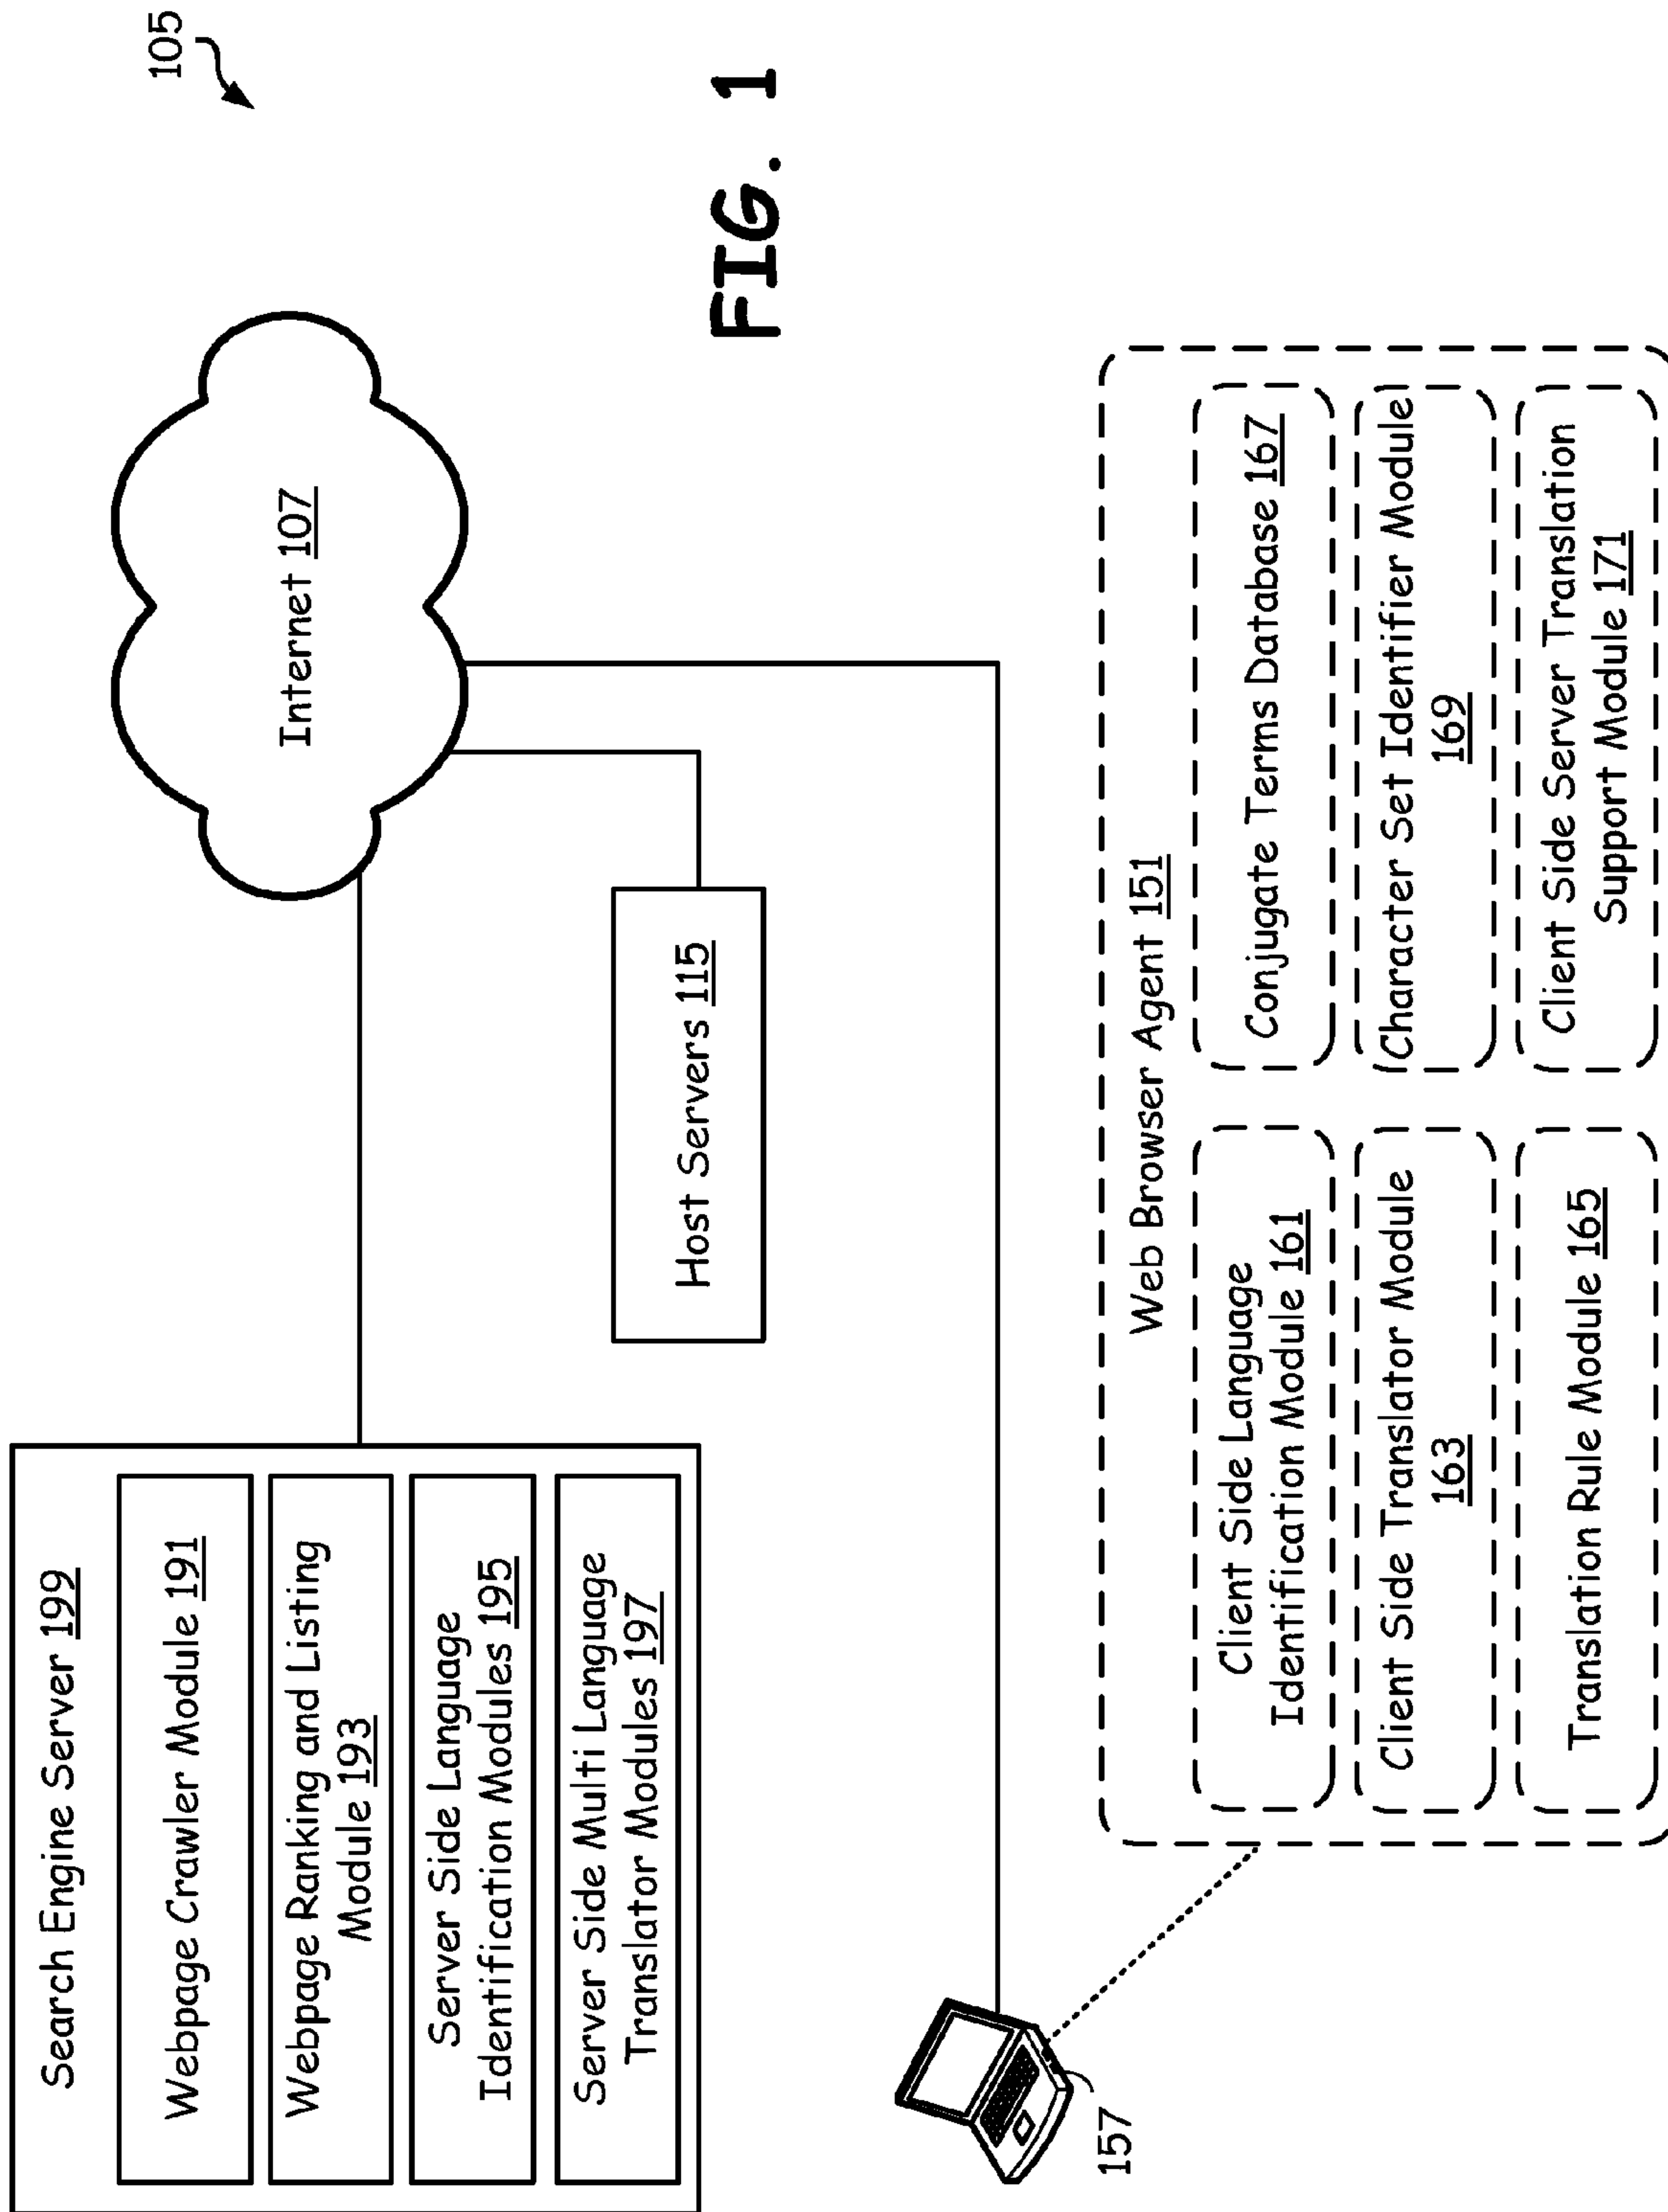 105
Search Engine Server 199
Webpage Crawler Module 191
Webpage Ranking and Listing
Module 193
Server Side Language
Identification Modules 195
Server Side Multi Language
Translator Modules 197
Internet 107
Host Servers 115
FIG. 1
157
Web Browser Agent 151
Client Side Language
Identification Module 161
Client Side Translator Module
163
Translation Rule Module 165
Conjugate Terms Database 167
Character Set Identifier Module
169
Client Side Server Translation
Support Module 171